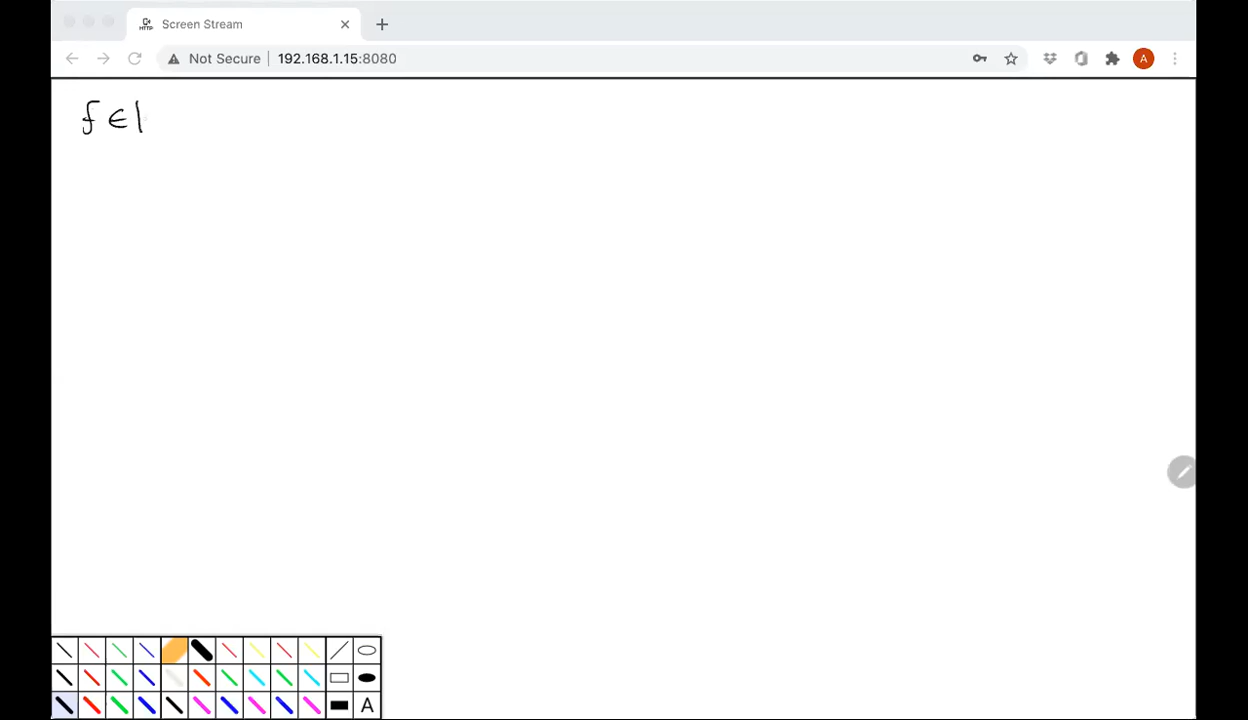 Screen Stream
Not Secure | 192.168.1.15:8080
A
f ∈ |
A